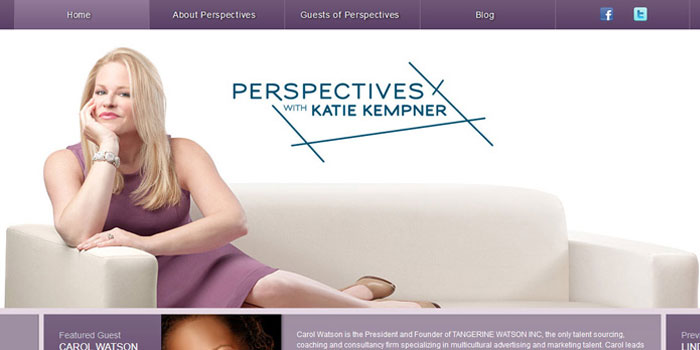 Home About Perspectives Guests of Perspectives Blog
PERSPECTIVES
WITH KATIE KEMPNER
Featured Guest
CAROL WATSON
Carol Watson is the President and Founder of TANGERINE WATSON INC, the only talent sourcing,
coaching and consultancy firm specializing in multicultural advertising and marketing talent. Carol leads